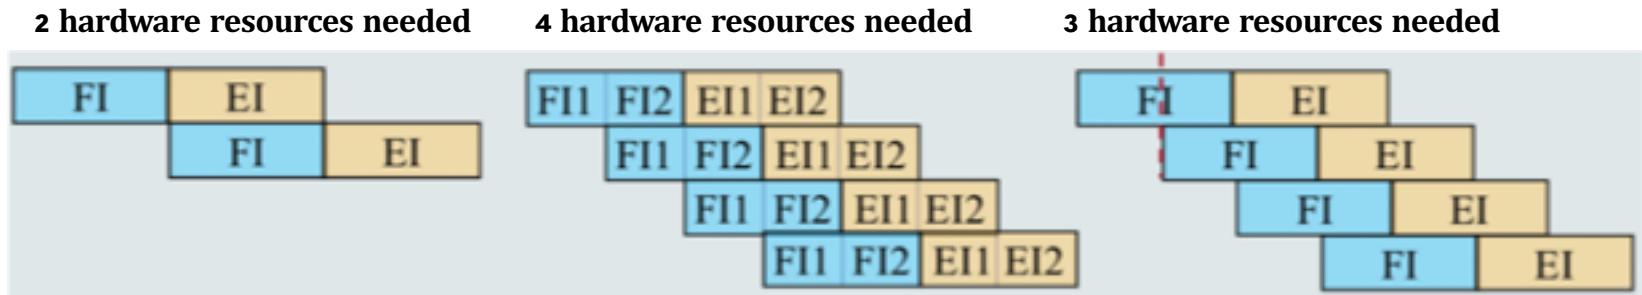 2 hardware resources needed
4 hardware resources needed
3 hardware resources needed
FI EI
FI EI
FI1 FI2 EI1 EI2
FI1 FI2 EI1 EI2
FI1 FI2 EI1 EI2
FI1 FI2 EI1 EI2
FI EI
FI EI
FI EI
FI EI